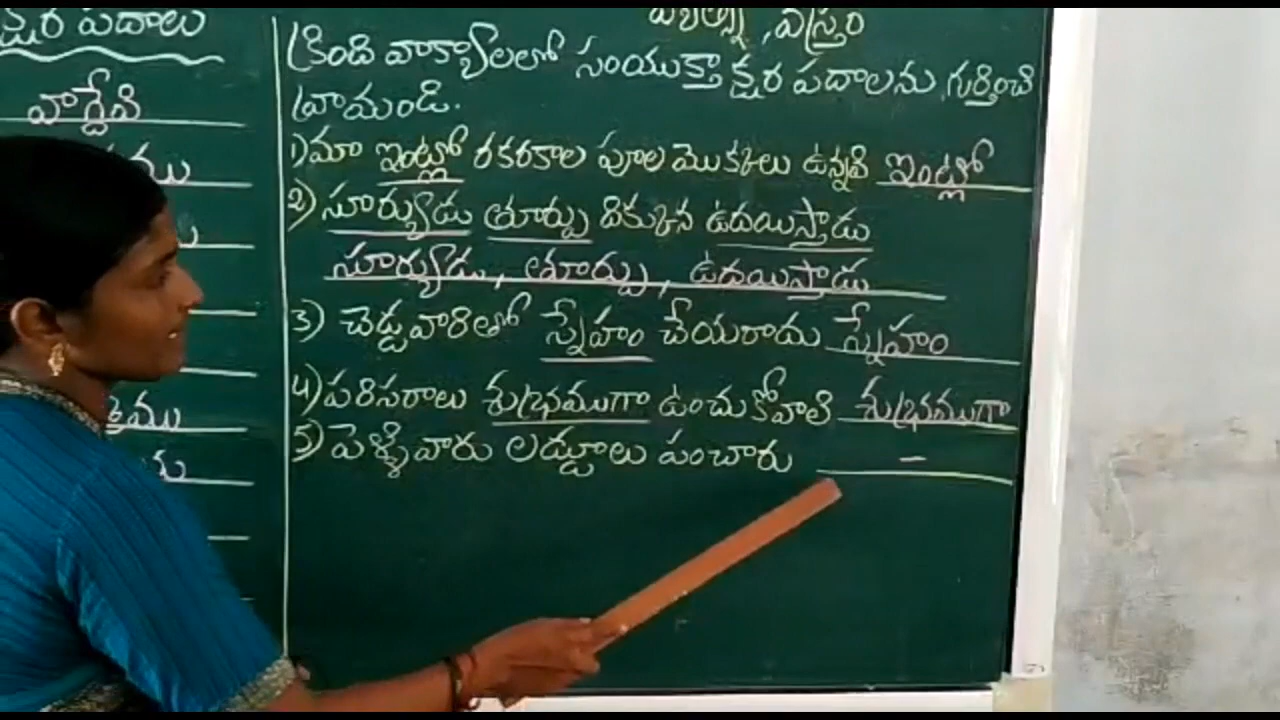 క్షర పదాలు
వాగ్దేవి
విస్త్రరం
క్రింది వాక్యాలలో సంయుక్తా క్షర పదాలను గుర్తించి
వ్రాయండి.
1) మా ఇంట్లో రకరకాల పూల మొక్కలు ఉన్నవి ఇంట్లో
2) సూర్యుడు తూర్పు దిక్కున ఉదయిస్తాడు
సూర్యుడు, తూర్పు, ఉదయిస్తాడు
3) చెడ్డవారితో స్నేహం చేయరాదు స్నేహం
4) పరిసరాలు శుభ్రముగా ఉంచుకోవాలి శుభ్రముగా
5) పెళ్ళివారు లడ్డూలు పంచారు –